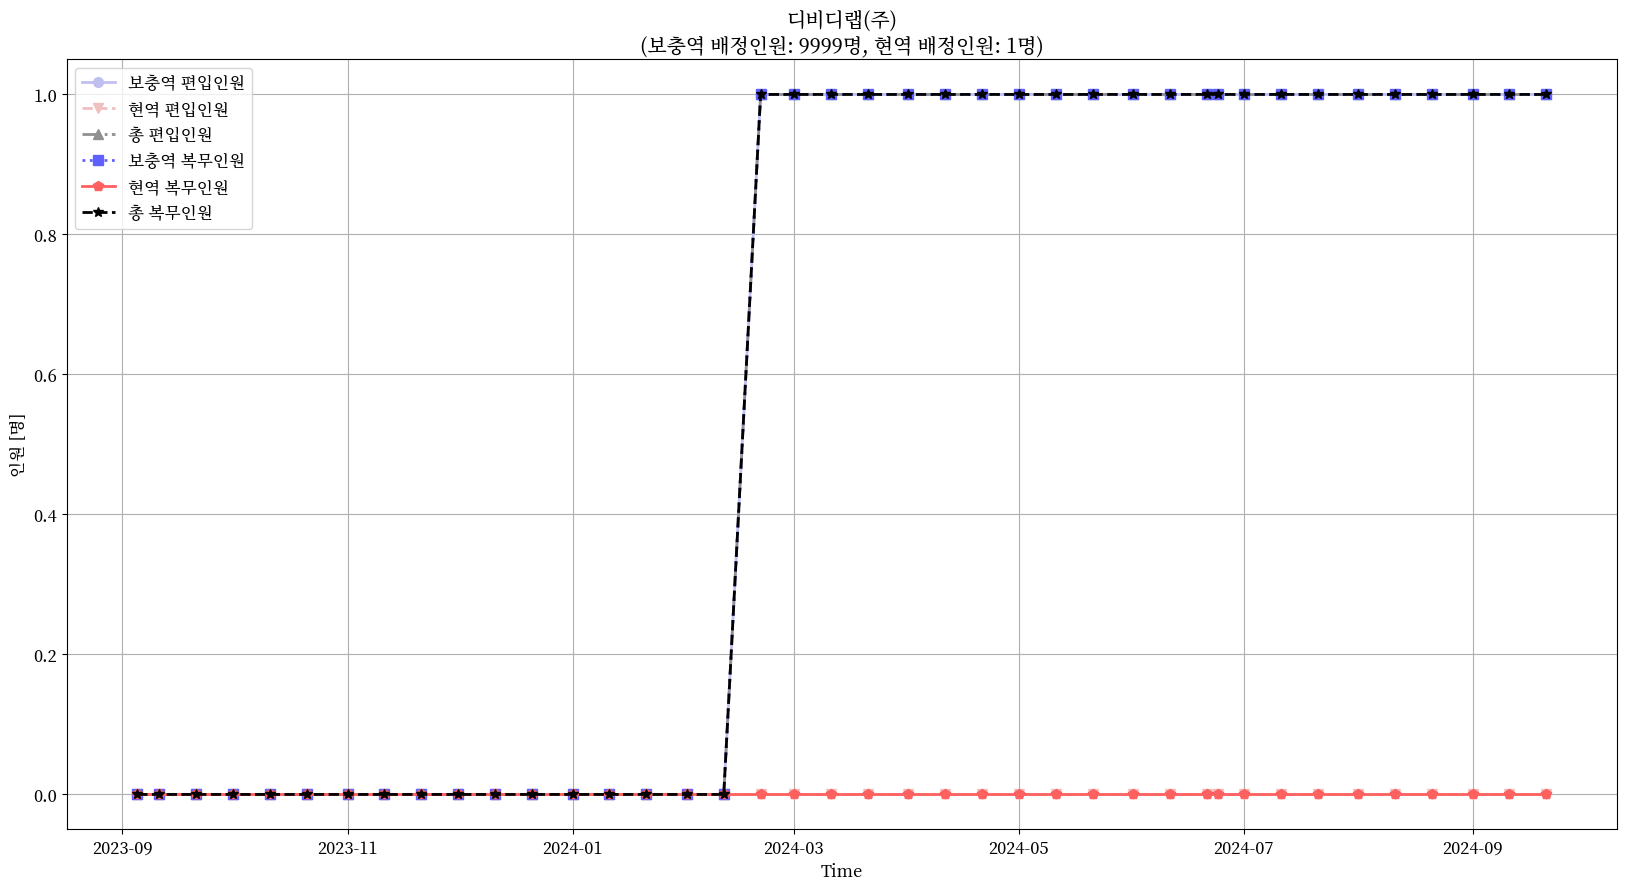 디비디랩(주)
(보충역 배정인원: 9999명, 현역 배정인원: 1명)
보충역 편입인원
현역 편입인원
총 편입인원
보충역 복무인원
현역 복무인원
총 복무인원
인원 [명]
1.0
0.8
0.6
0.4
0.2
0.0
2023-09
2023-11
2024-01
2024-03
2024-05
2024-07
2024-09
Time